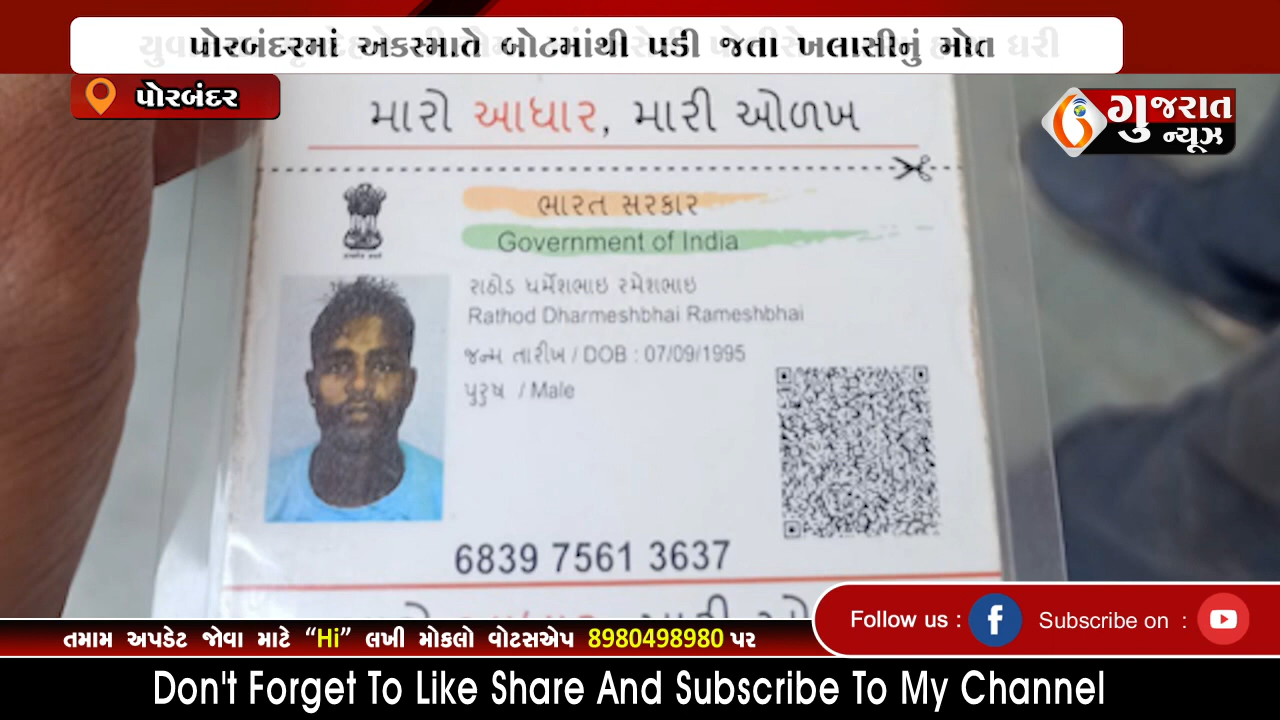 પોરબંદરમાં અકસ્માતે બોટમાંથી પડી જતા ખલાસીનું મોત
પોરબંદર
ગુજરાત
ન્યૂઝ
મારો આધાર, મારી ઓળખ
ભારત સરકાર
Government of India
રાઠોડ ધર્મેશભાઇ રમેશભાઇ
Rathod Dharmeshbhai Rameshbhai
જન્મ તારીખ / DOB : 07/09/1995
પુરુષ / Male
6839 7561 3637
Follow us :
Subscribe on :
તમામ અપડેટ જોવા માટે “Hi” લખી મોકલો વોટસએપ 8980498980 પર
Don't Forget To Like Share And Subscribe To My Channel